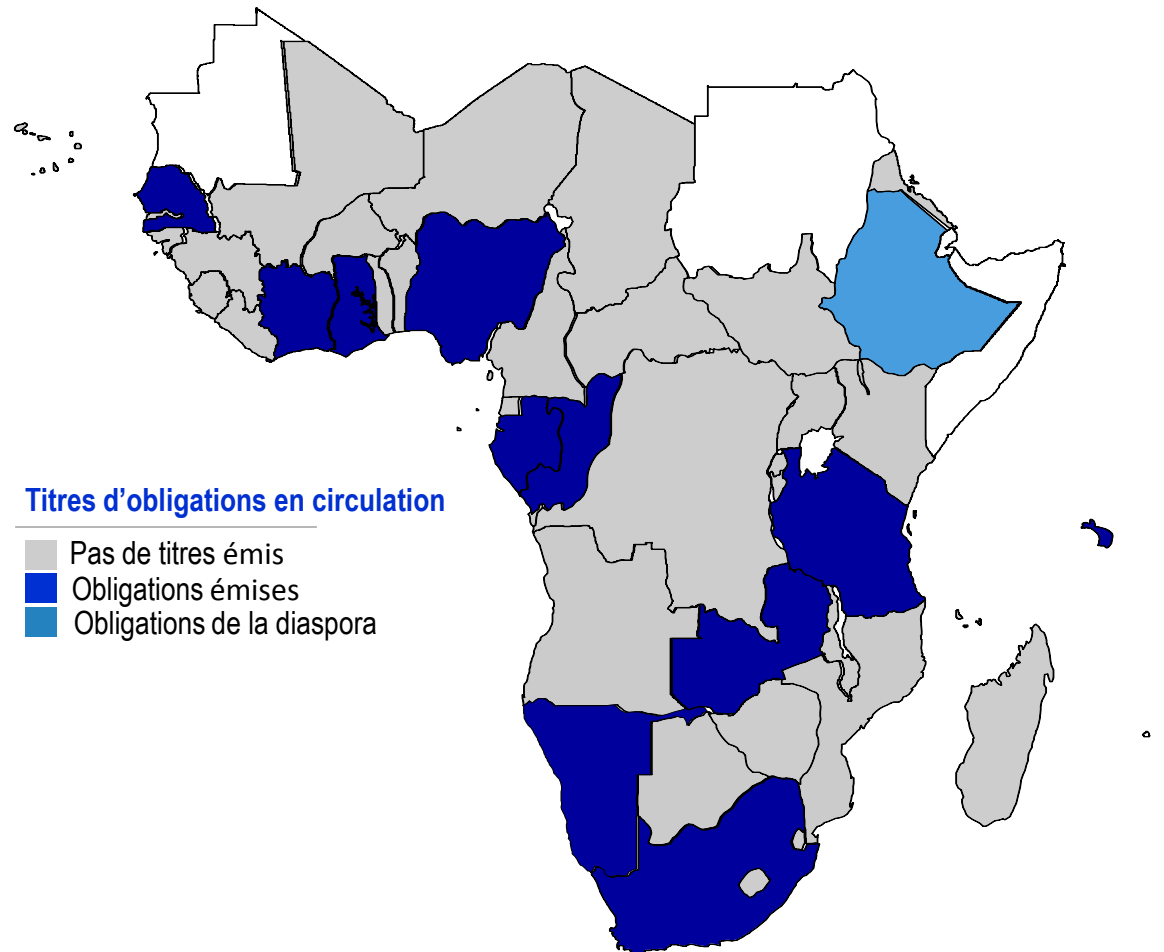 Titres d’obligations en circulation
Pas de titres émis
Obligations émises
Obligations de la diaspora